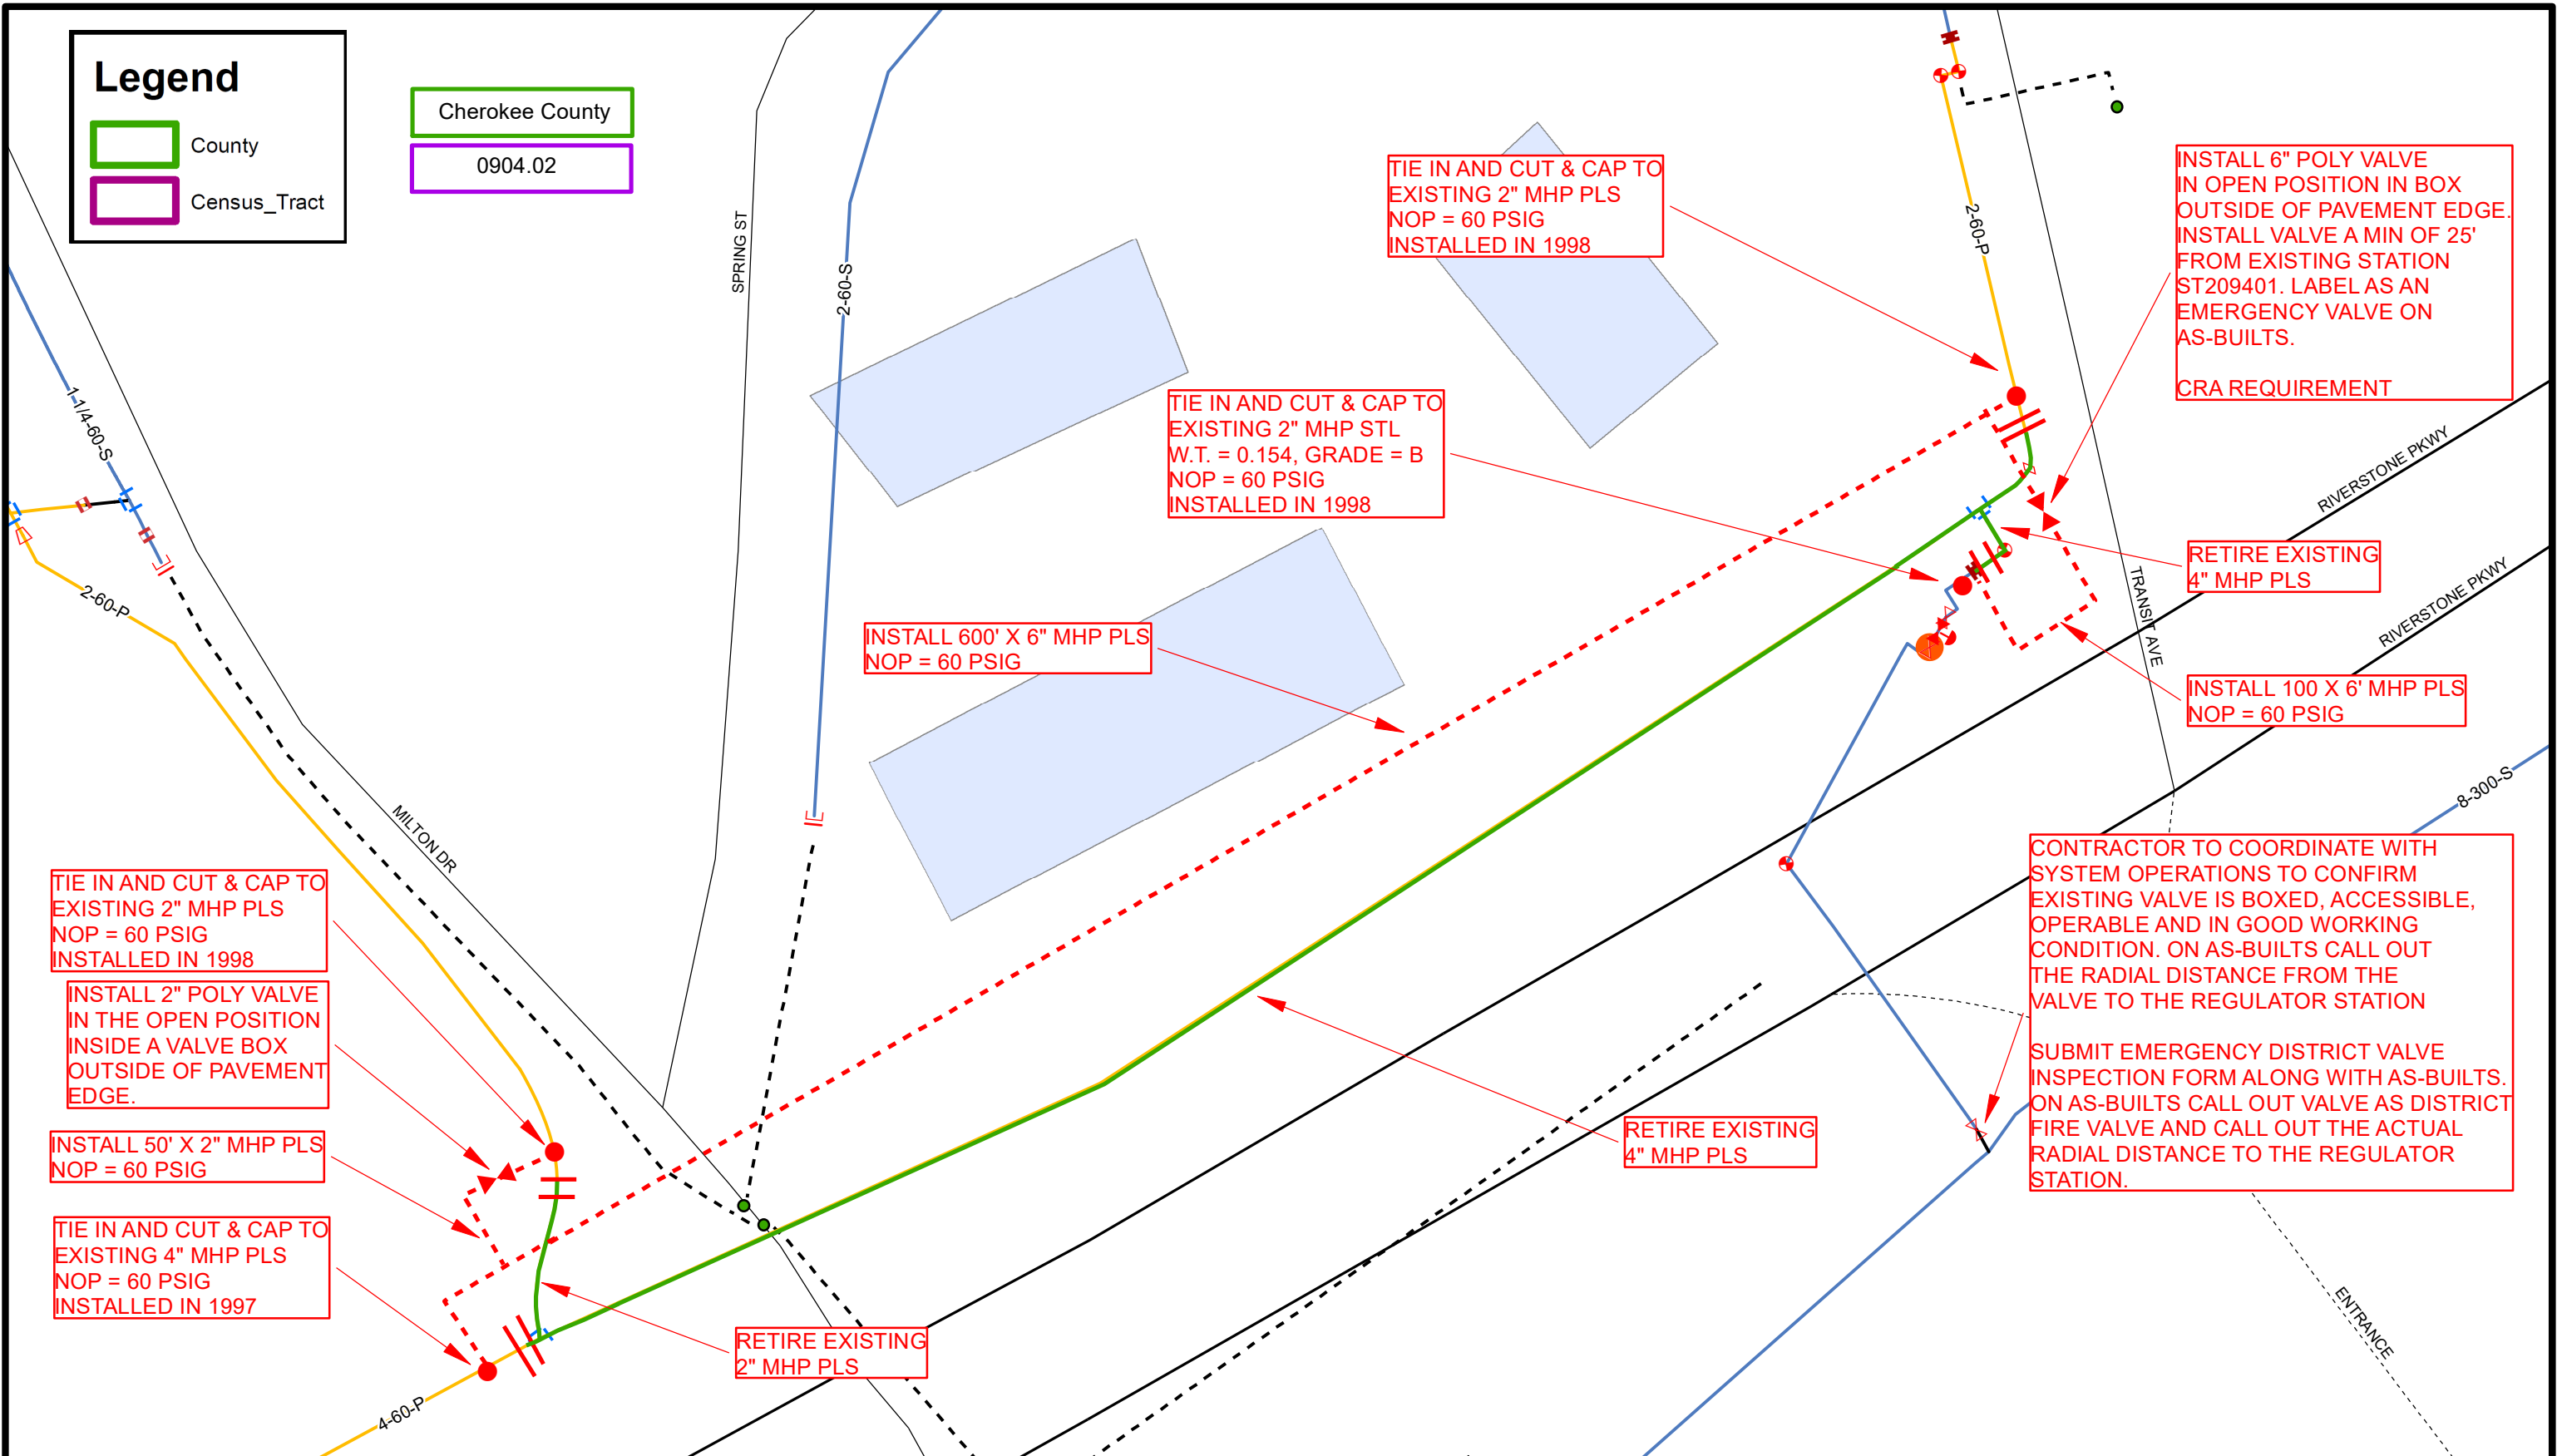 Legend
County
Census_Tract
Cherokee County
0904.02
SPRING ST
2-60-S
1-1/4-60-S
2-60-P
MILTON DR
TIE IN AND CUT & CAP TO
EXISTING 2" MHP PLS
NOP = 60 PSIG
INSTALLED IN 1998
2-60-P
INSTALL 6" POLY VALVE
IN OPEN POSITION IN BOX
OUTSIDE OF PAVEMENT EDGE.
INSTALL VALVE A MIN OF 25'
FROM EXISTING STATION
ST209401. LABEL AS AN
EMERGENCY VALVE ON
AS-BUILTS.
CRA REQUIREMENT
TIE IN AND CUT & CAP TO
EXISTING 2" MHP STL
W.T. = 0.154, GRADE = B
NOP = 60 PSIG
INSTALLED IN 1998
RIVERSTONE PKWY
RIVERSTONE PKWY
TRANSIT AVE
RETIRE EXISTING
4" MHP PLS
INSTALL 600' X 6" MHP PLS
NOP = 60 PSIG
INSTALL 100 X 6' MHP PLS
NOP = 60 PSIG
8-300-S
CONTRACTOR TO COORDINATE WITH
SYSTEM OPERATIONS TO CONFIRM
EXISTING VALVE IS BOXED, ACCESSIBLE,
OPERABLE AND IN GOOD WORKING
CONDITION. ON AS-BUILTS CALL OUT
THE RADIAL DISTANCE FROM THE
VALVE TO THE REGULATOR STATION
SUBMIT EMERGENCY DISTRICT VALVE
INSPECTION FORM ALONG WITH AS-BUILTS.
ON AS-BUILTS CALL OUT VALVE AS DISTRICT
FIRE VALVE AND CALL OUT THE ACTUAL
RADIAL DISTANCE TO THE REGULATOR
STATION.
TIE IN AND CUT & CAP TO
EXISTING 2" MHP PLS
NOP = 60 PSIG
INSTALLED IN 1998
INSTALL 2" POLY VALVE
IN THE OPEN POSITION
INSIDE A VALVE BOX
OUTSIDE OF PAVEMENT
EDGE.
INSTALL 50' X 2" MHP PLS
NOP = 60 PSIG
TIE IN AND CUT & CAP TO
EXISTING 4" MHP PLS
NOP = 60 PSIG
INSTALLED IN 1997
RETIRE EXISTING
4" MHP PLS
RETIRE EXISTING
2" MHP PLS
4-60-P
ENTRANCE